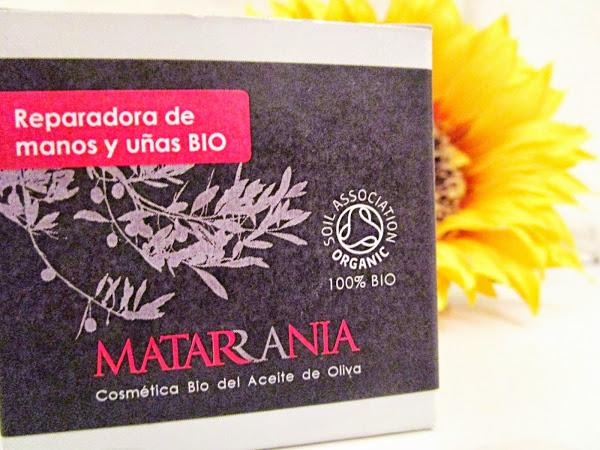 Reparadora de
manos y uñas BIO
SOIL ASSOCIATION
ORGANIC
100% BIO
MATARRANIA
Cosmética Bio del Aceite de Oliva